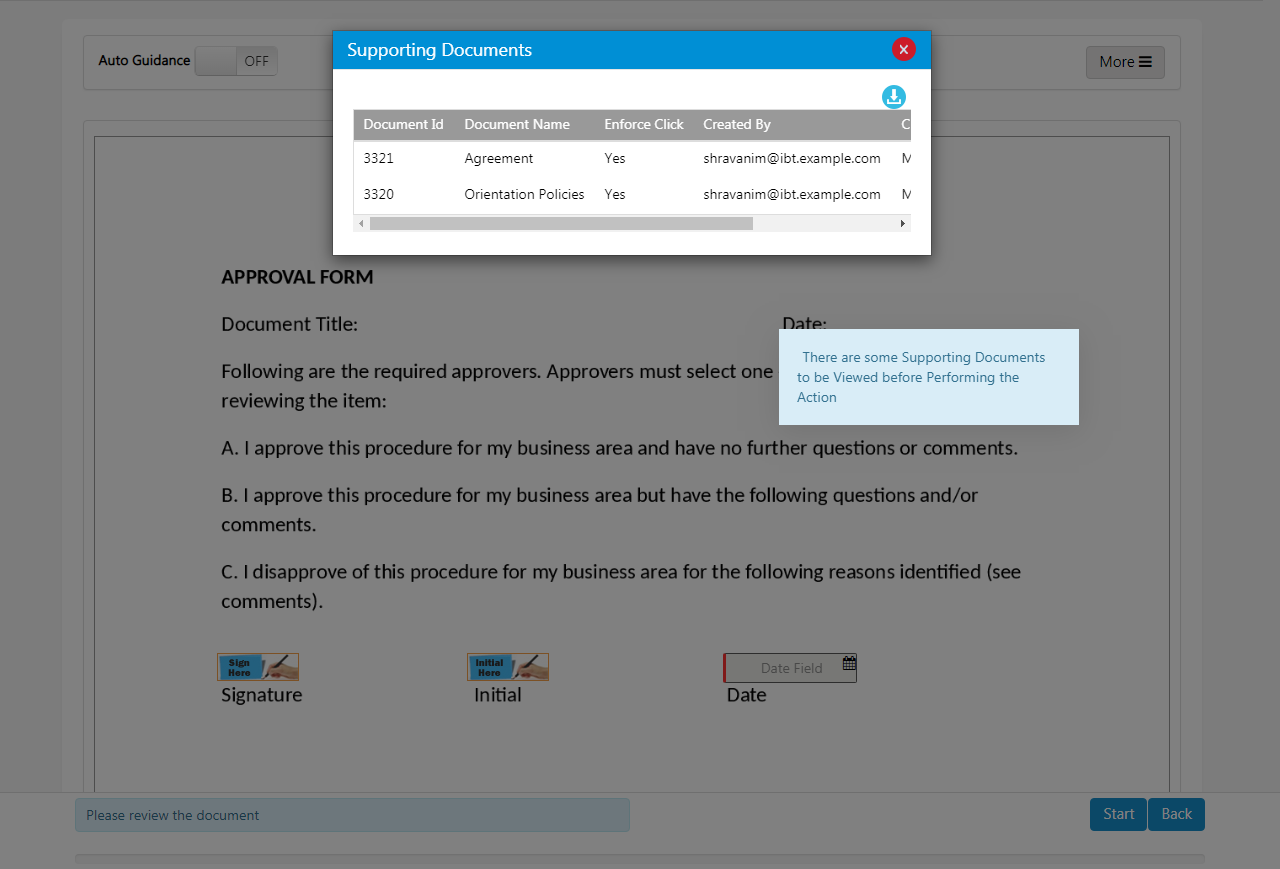 Supporting Documents
Auto Guidance OFF
More
Document Id Document Name Enforce Click Created By C
3321 Agreement Yes shravanim@ibt.example.com M
3320 Orientation Policies Yes shravanim@ibt.example.com M
APPROVAL FORM
Document Title: Date:
There are some Supporting Documents
to be Viewed before Performing the
Action
Following are the required approvers. Approvers must select one
reviewing the item:
A. I approve this procedure for my business area and have no further questions or comments.
B. I approve this procedure for my business area but have the following questions and/or
comments.
C. I disapprove of this procedure for my business area for the following reasons identified (see
comments).
Sign
Here
Initial
Here
Date Field
Signature Initial Date
Please review the document
Start Back